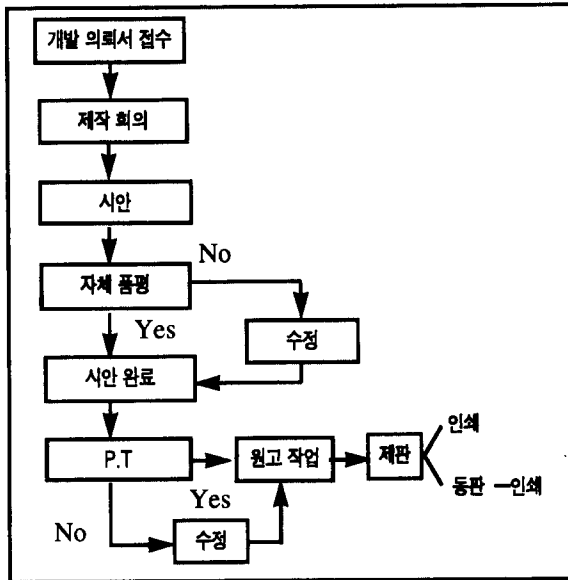 개발 의뢰서 접수
제작 회의
시안
No
자체 품평
Yes
수정
시안 완료
인쇄
P.T
원고 작업
제판
동판 ─인쇄
Yes
No
수정